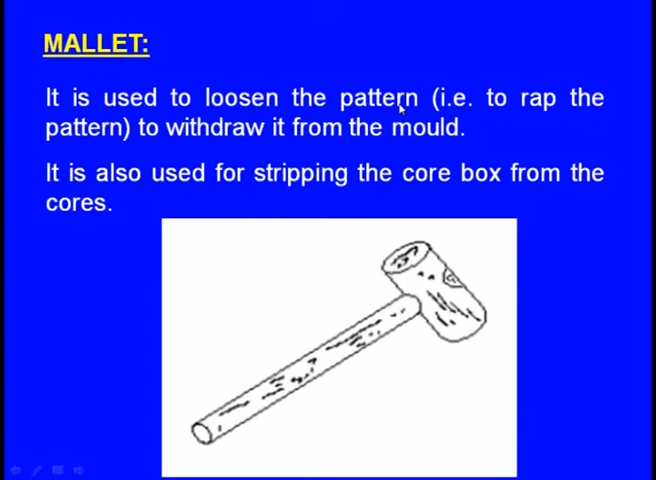 MALLET:
It is used to loosen the pattern (i.e. to rap the
pattern) to withdraw it from the mould.
It is also used for stripping the core box from the
cores.